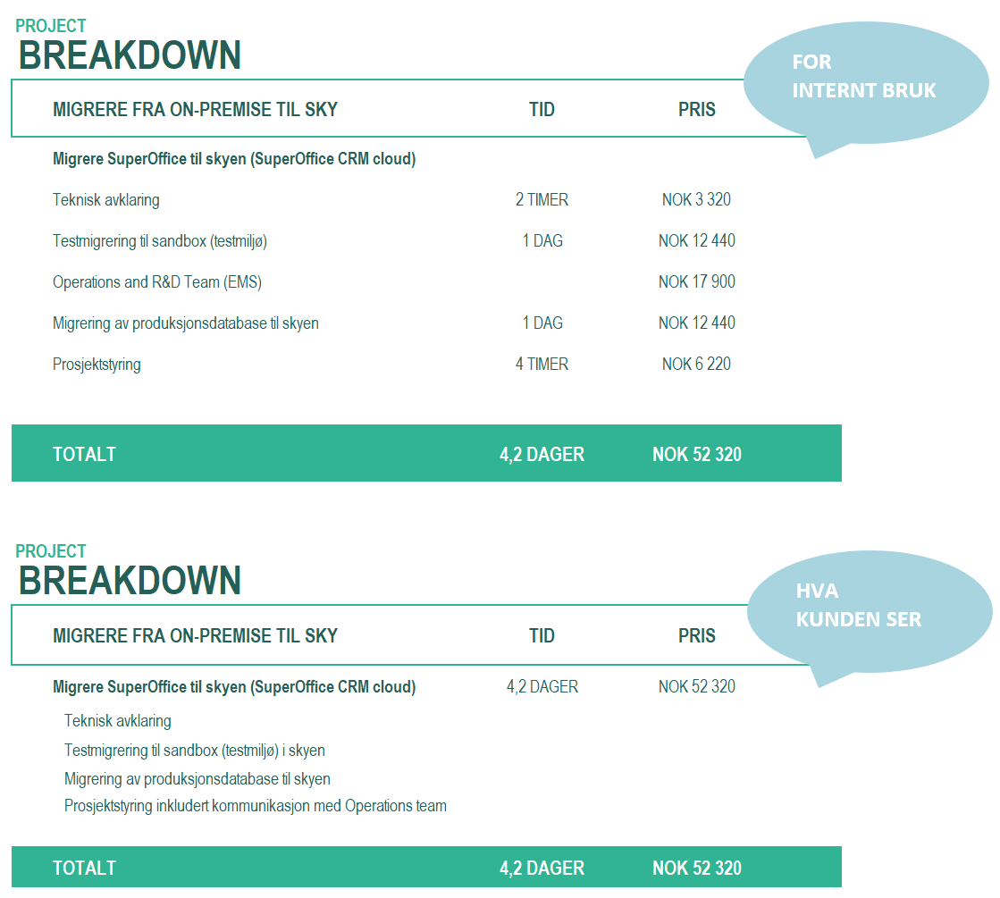 PROJECT
BREAKDOWN
FOR
INTERNT BRUK
MIGRERE FRA ON-PREMISE TIL SKY TID PRIS
Migrere SuperOffice til skyen (SuperOffice CRM cloud)
Teknisk avklaring 2 TIMER NOK 3 320
Testmigrering til sandbox (testmiljø) 1 DAG NOK 12 440
Operations and R&D Team (EMS) NOK 17 900
Migrering av produksjonsdatabase til skyen 1 DAG NOK 12 440
Prosjektstyring 4 TIMER NOK 6 220
TOTALT 4,2 DAGER NOK 52 320
PROJECT
BREAKDOWN
HVA
KUNDEN SER
MIGRERE FRA ON-PREMISE TIL SKY TID PRIS
Migrere SuperOffice til skyen (SuperOffice CRM cloud) 4,2 DAGER NOK 52 320
Teknisk avklaring
Testmigrering til sandbox (testmiljø) i skyen
Migrering av produksjonsdatabase til skyen
Prosjektstyring inkludert kommunikasjon med Operations team
TOTALT 4,2 DAGER NOK 52 320